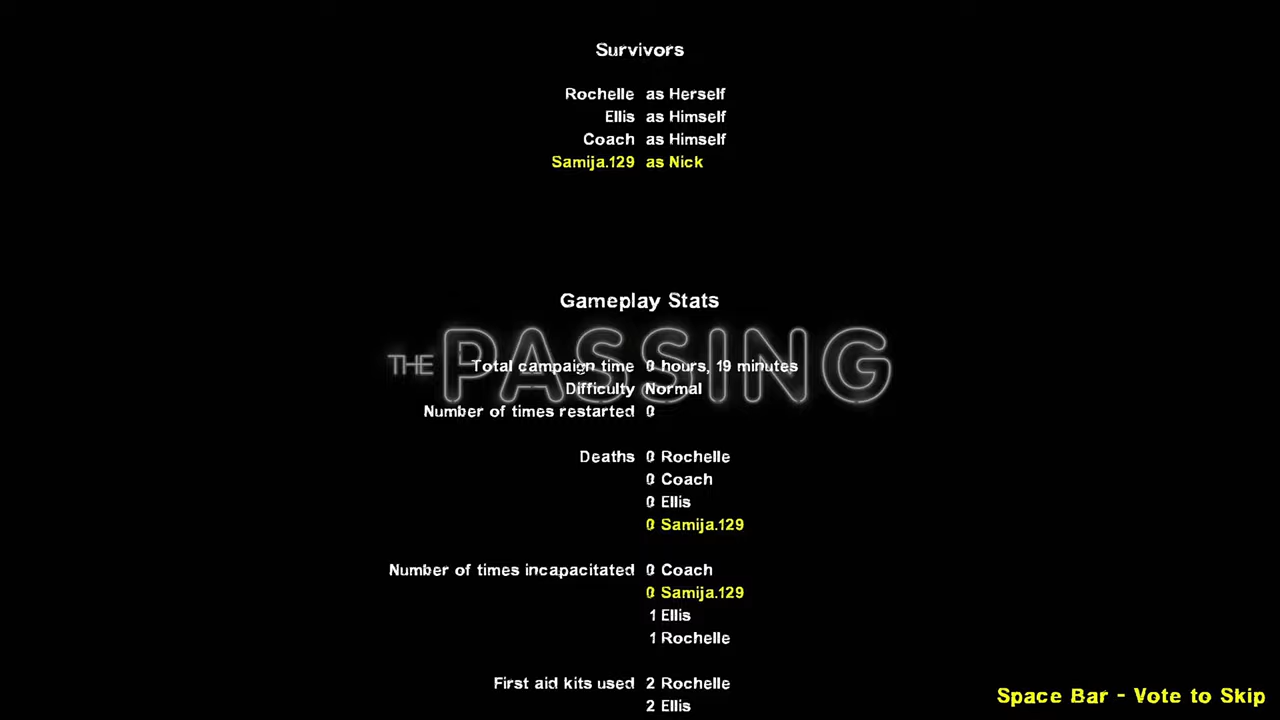 Survivors
Rochelle as Herself
Ellis as Himself
Coach as Himself
Samija.129 as Nick
Gameplay Stats
THE PASSING
Total campaign time 0 hours, 19 minutes
Difficulty Normal
Number of times restarted 0
Deaths 0 Rochelle
0 Coach
0 Ellis
0 Samija.129
Number of times incapacitated 0 Coach
0 Samija.129
1 Ellis
1 Rochelle
First aid kits used 2 Rochelle
2 Ellis
Space Bar - Vote to Skip